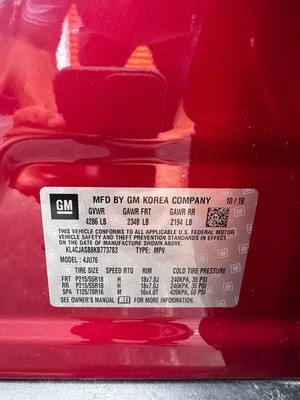 GM
MFD BY GM KOREA COMPANY 10 / 18
GVWR GAWR FRT GAWR RR
4286 LB 2348 LB 2194 LB
THIS VEHICLE CONFORMS TO ALL APPLICABLE U.S. FEDERAL MOTOR
VEHICLE SAFETY AND THEFT PREVENTION STANDARDS IN EFFECT
ON THE DATE OF MANUFACTURE SHOWN ABOVE.
KL4CJASB8KB773783 TYPE: MPV
MODEL : 4JU76
TIRE SIZE RIM COLD TIRE PRESSURE
FRT P215/55R18 H 18x7.0J 240KPA, 35 PSI
RR P215/55R18 H 18x7.0J 240KPA, 35 PSI
SPA T125/70R16 M 16x4.0T 420KPA, 60 PSI
SEE OWNER'S MANUAL FOR MORE INFORMATION